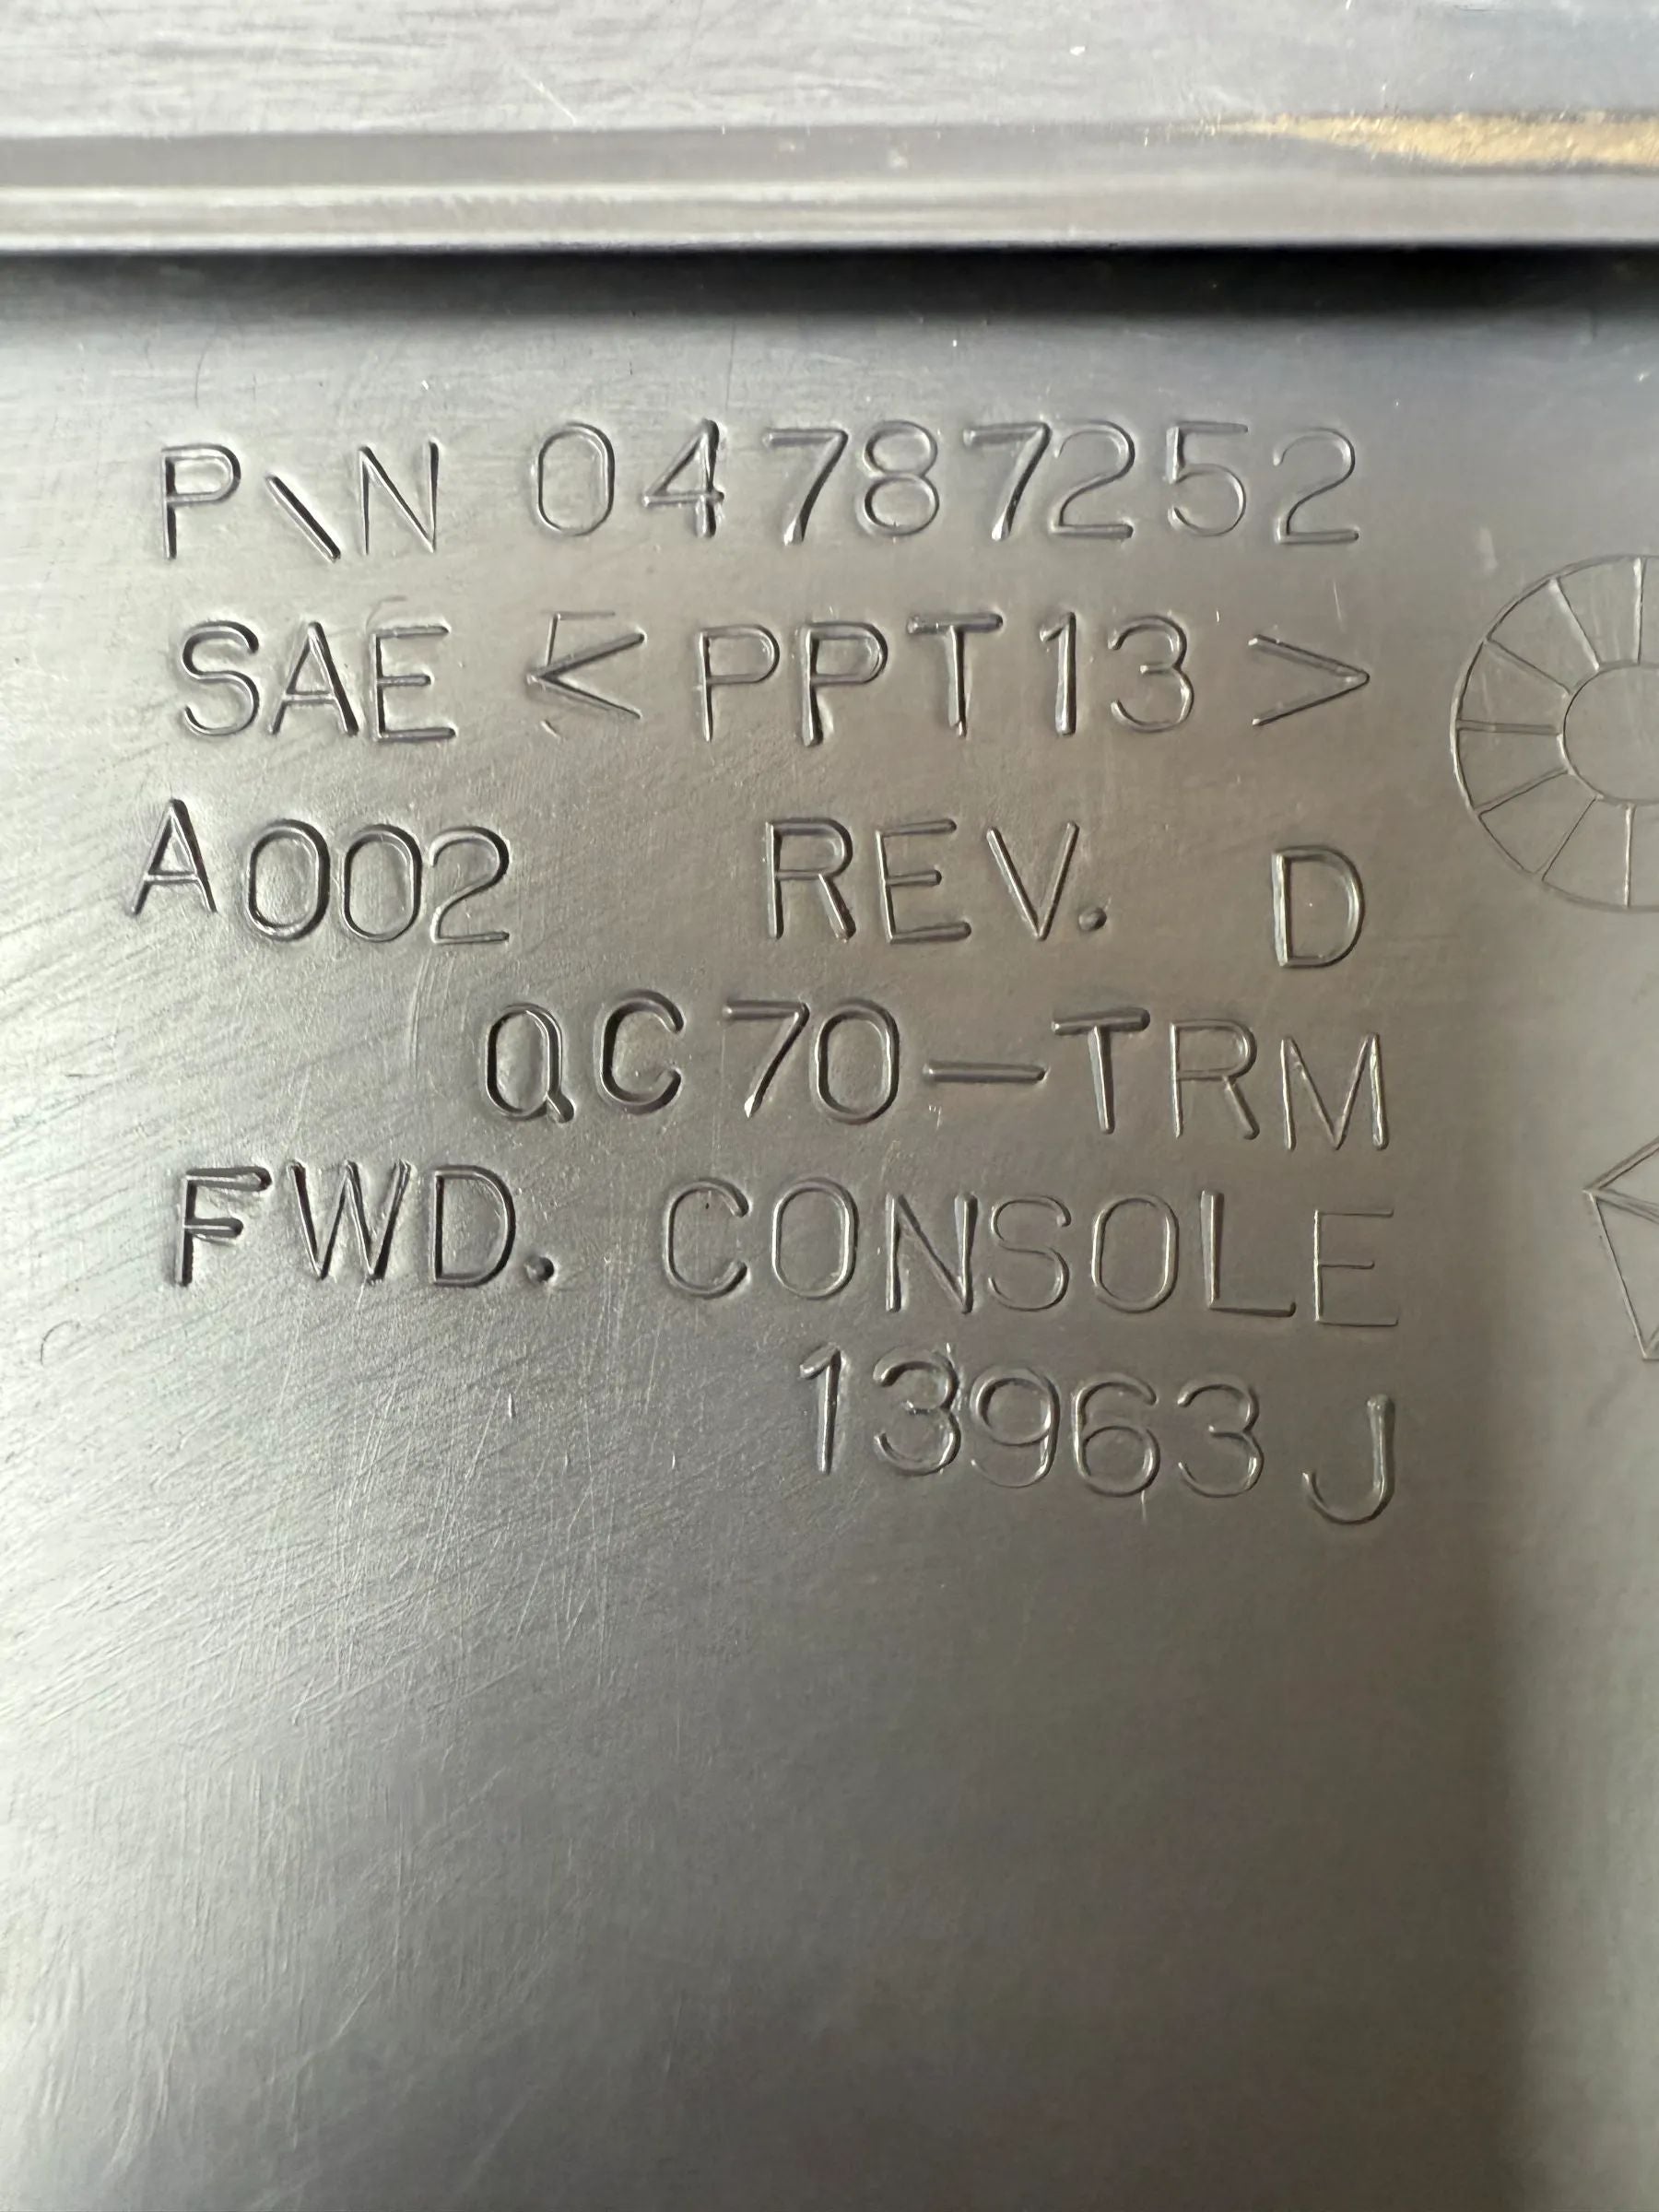 P\N 04787252
SAE <PPT13>
A002 REV. D
QC70-TRM
FWD. CONSOLE
13963 J